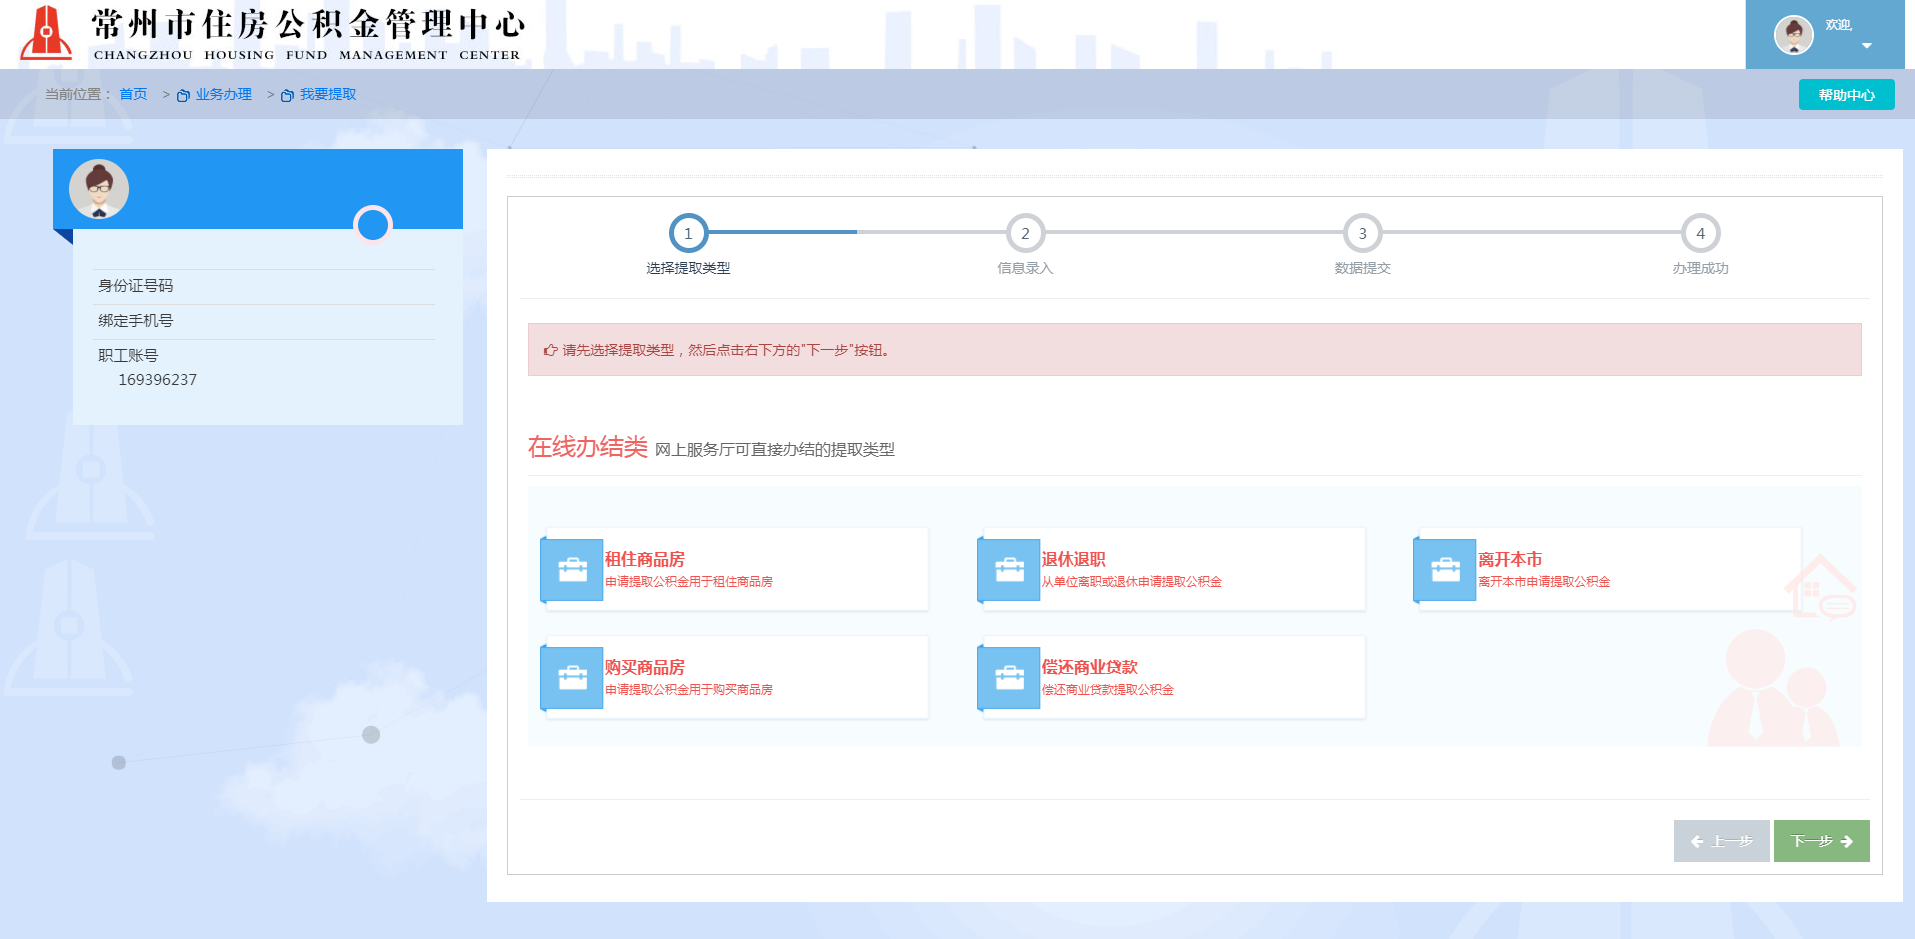 常州市住房公积金管理中心
CHANGZHOU HOUSING FUND MANAGEMENT CENTER
欢迎,
当前位置： 首页 > 业务办理 > 我要提取
帮助中心
身份证号码
绑定手机号
职工账号
169396237
1 2 3 4
选择提取类型 信息录入 数据提交 办理成功
请先选择提取类型，然后点击右下方的"下一步"按钮。
在线办结类 网上服务厅可直接办结的提取类型
租住商品房
申请提取公积金用于租住商品房
退休退职
从单位离职或退休申请提取公积金
离开本市
离开本市申请提取公积金
购买商品房
申请提取公积金用于购买商品房
偿还商业贷款
偿还商业贷款提取公积金
上一步 下一步